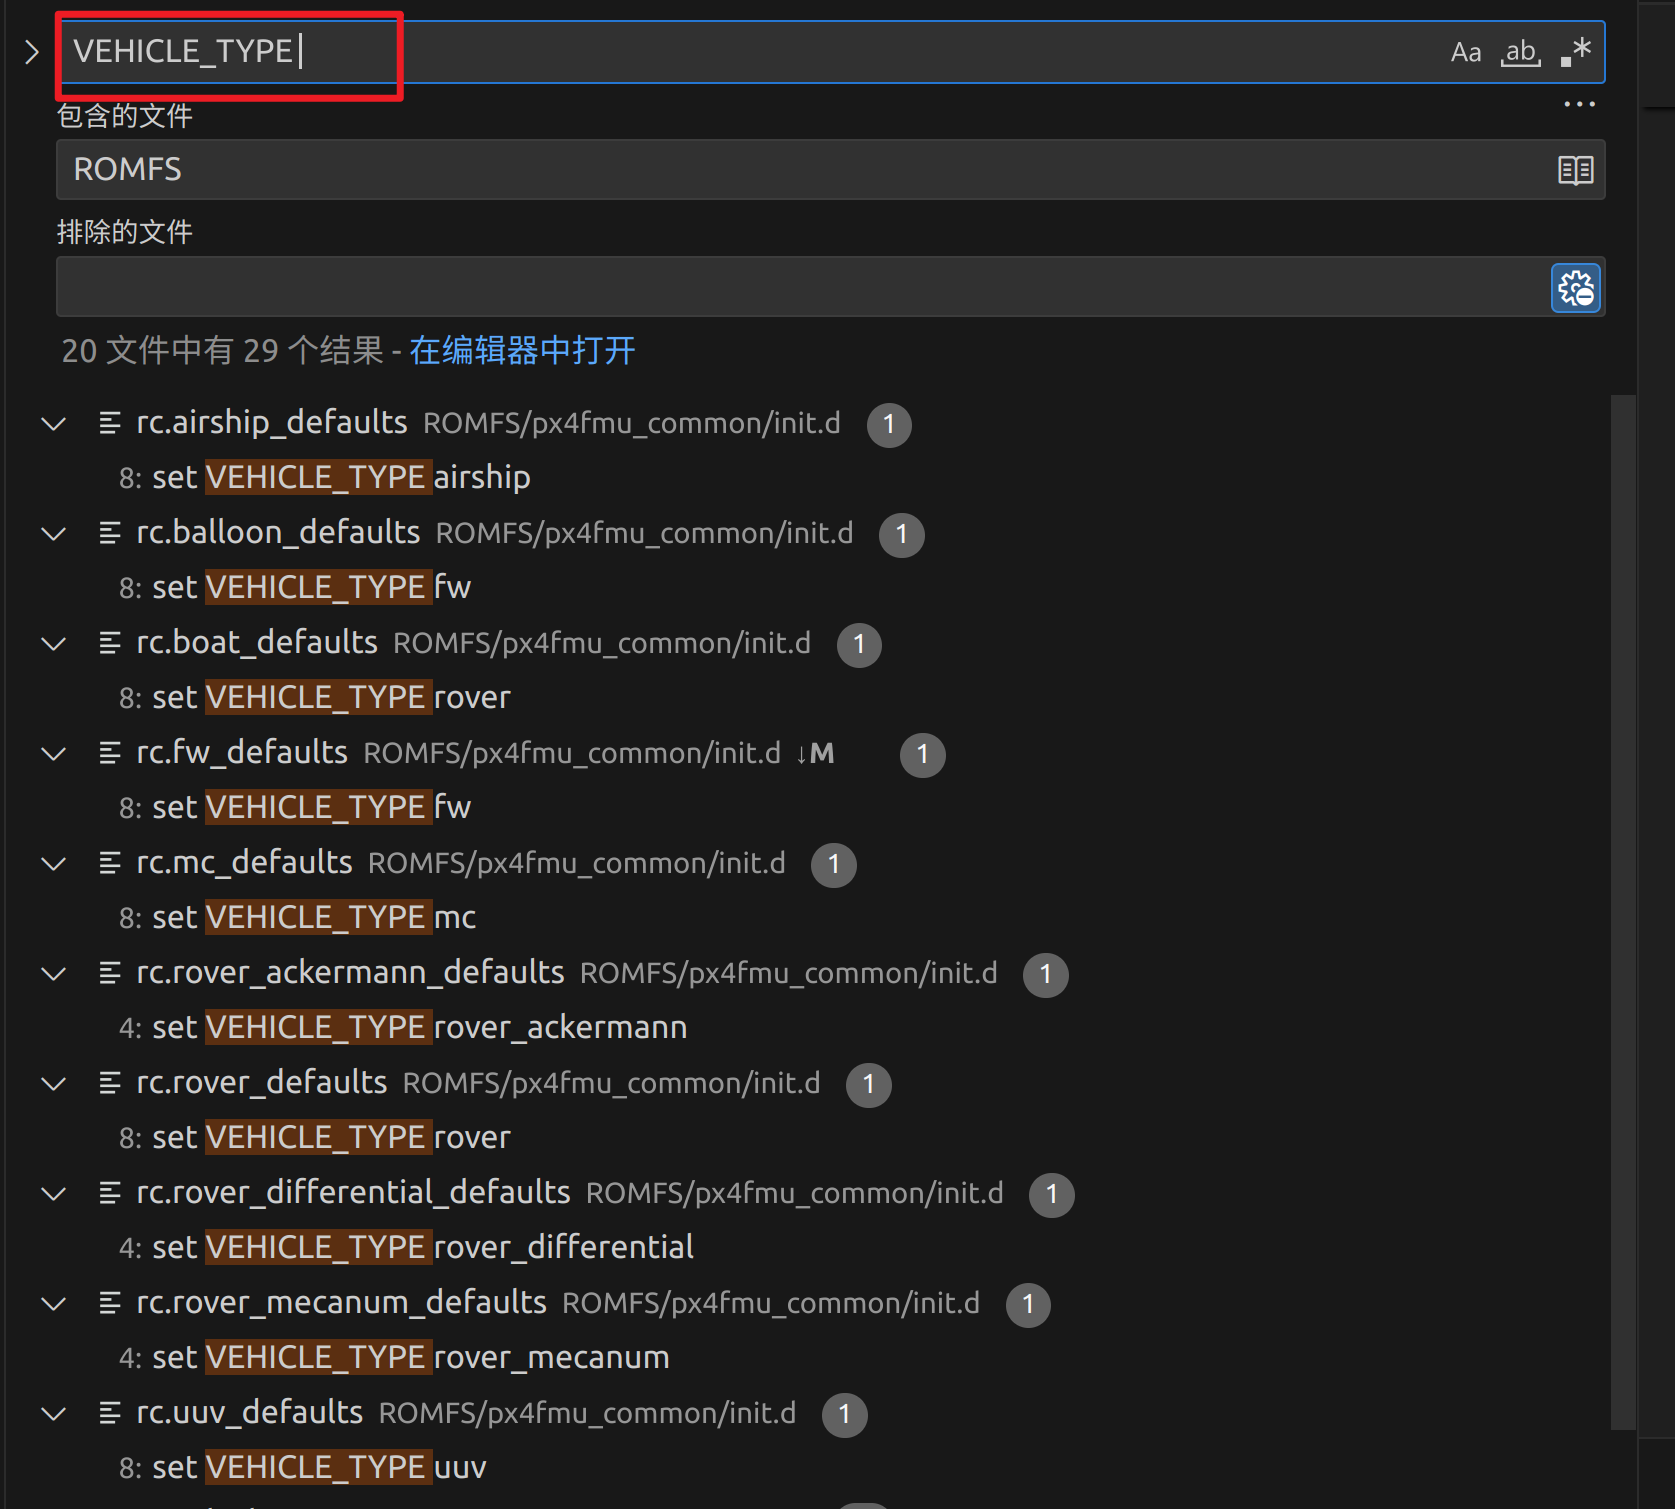 VEHICLE_TYPE
Aa ab .*
包含的文件
ROMFS
排除的文件
20 文件中有 29 个结果 - 在编辑器中打开
rc.airship_defaults ROMFS/px4fmu_common/init.d 1
8: set VEHICLE_TYPE airship
rc.balloon_defaults ROMFS/px4fmu_common/init.d 1
8: set VEHICLE_TYPE fw
rc.boat_defaults ROMFS/px4fmu_common/init.d 1
8: set VEHICLE_TYPE rover
rc.fw_defaults ROMFS/px4fmu_common/init.d ↓M 1
8: set VEHICLE_TYPE fw
rc.mc_defaults ROMFS/px4fmu_common/init.d 1
8: set VEHICLE_TYPE mc
rc.rover_ackermann_defaults ROMFS/px4fmu_common/init.d 1
4: set VEHICLE_TYPE rover_ackermann
rc.rover_defaults ROMFS/px4fmu_common/init.d 1
8: set VEHICLE_TYPE rover
rc.rover_differential_defaults ROMFS/px4fmu_common/init.d 1
4: set VEHICLE_TYPE rover_differential
rc.rover_mecanum_defaults ROMFS/px4fmu_common/init.d 1
4: set VEHICLE_TYPE rover_mecanum
rc.uuv_defaults ROMFS/px4fmu_common/init.d 1
8: set VEHICLE_TYPE uuv